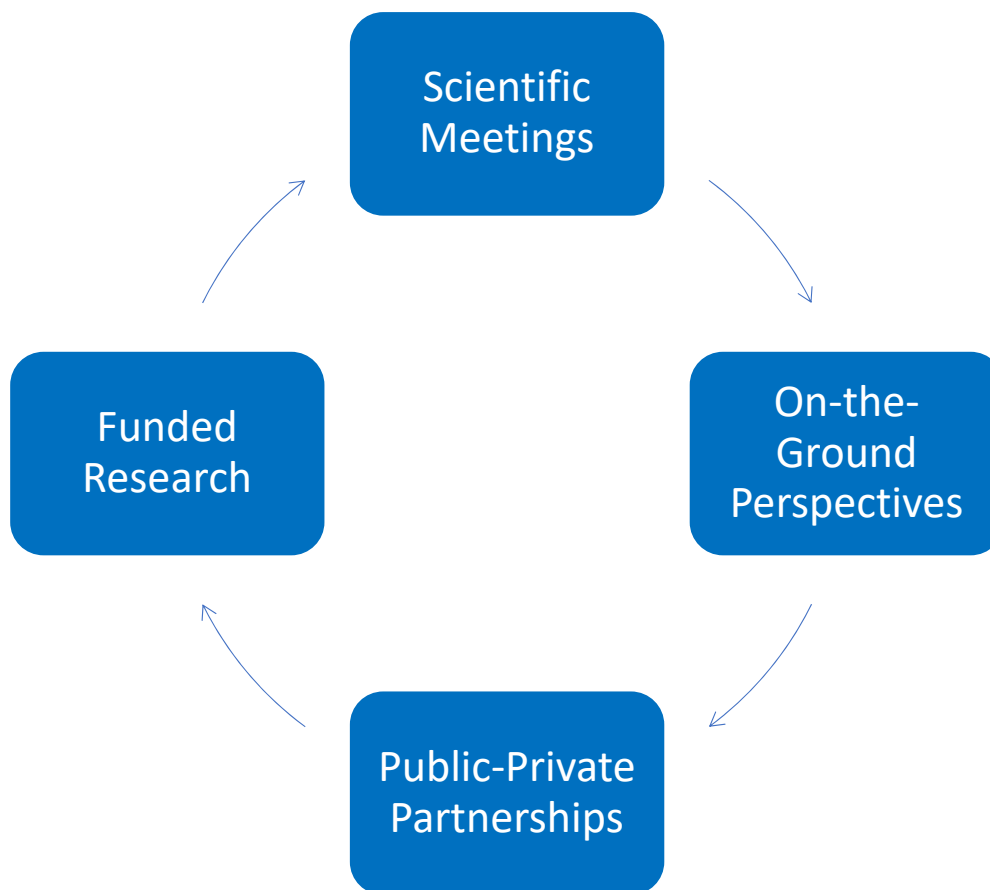 Scientific
Meetings
On-the-
Ground
Perspectives
Public-Private
Partnerships
Funded
Research